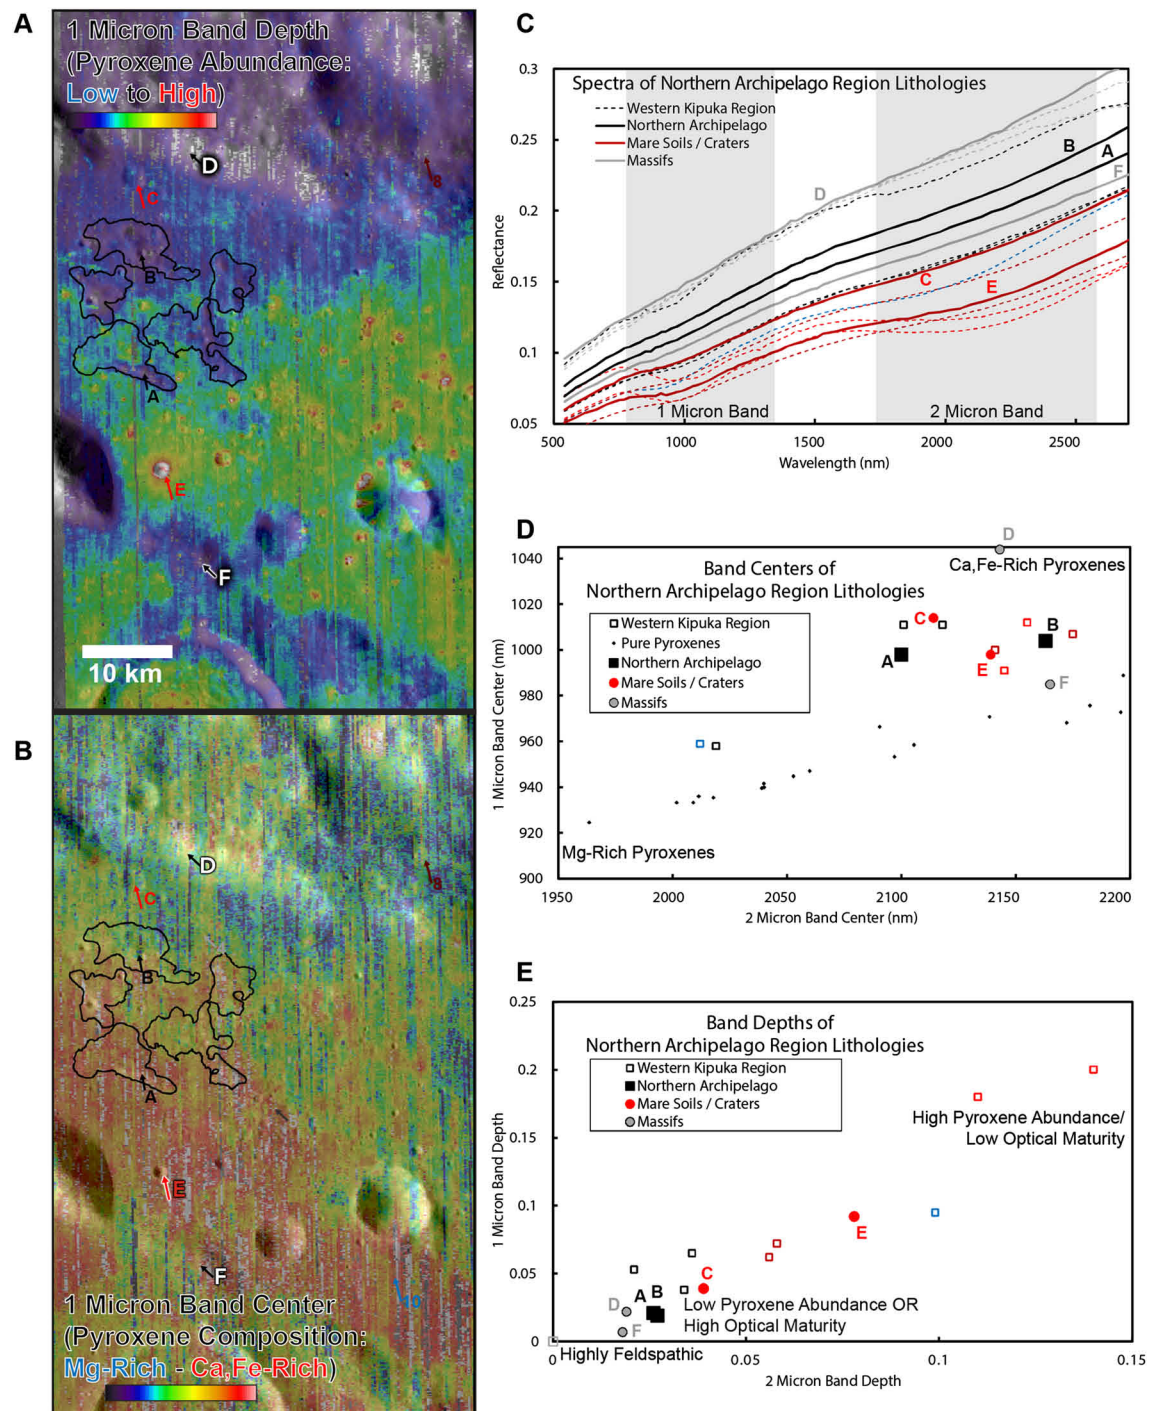 A
1 Micron Band Depth
(Pyroxene Abundance:
Low to High)
D
8
C
B
A
E
F
10 km
B
D
8
C
B
A
E
F
10
1 Micron Band Center
(Pyroxene Composition:
Mg-Rich - Ca,Fe-Rich)
C
Spectra of Northern Archipelago Region Lithologies
Western Kipuka Region
Northern Archipelago
Mare Soils / Craters
Massifs
0.3
0.25
0.2
0.15
0.1
0.05
Reflectance
D
B
A
F
C
E
1 Micron Band
2 Micron Band
500
1000
1500
2000
2500
Wavelength (nm)
D
Band Centers of
Northern Archipelago Region Lithologies
Western Kipuka Region
Pure Pyroxenes
Northern Archipelago
Mare Soils / Craters
Massifs
D
Ca,Fe-Rich Pyroxenes
C
B
A
E
F
Mg-Rich Pyroxenes
1040
1020
1000
980
960
940
920
900
1 Micron Band Center (nm)
1950
2000
2050
2100
2150
2200
2 Micron Band Center (nm)
E
Band Depths of
Northern Archipelago Region Lithologies
Western Kipuka Region
Northern Archipelago
Mare Soils / Craters
Massifs
High Pyroxene Abundance/
Low Optical Maturity
E
C
A
B
D
F
Low Pyroxene Abundance OR
High Optical Maturity
Highly Feldspathic
0.25
0.2
0.15
0.1
0.05
0
1 Micron Band Depth
0
0.05
0.1
0.15
2 Micron Band Depth